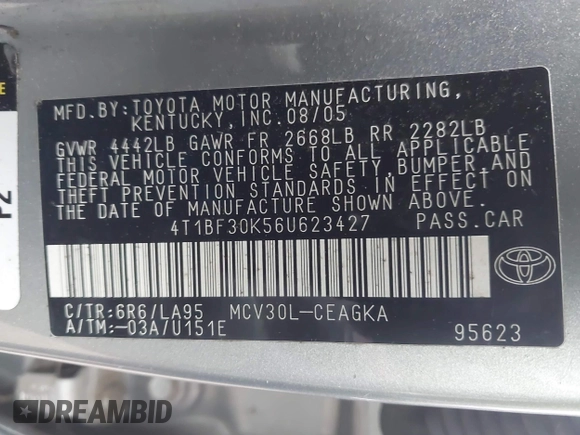 MFD.BY:TOYOTA MOTOR MANUFACTURING,
KENTUCKY, INC.08/05
GVWR 4442LB GAWR FR 2668LB RR 2282LB
THIS VEHICLE CONFORMS TO ALL APPLICABLE
FEDERAL MOTOR VEHICLE SAFETY,BUMPER,AND
THEFT PREVENTION STANDARDS IN EFFECT ON
THE DATE OF MANUFACTURE SHOWN ABOVE.
4T1BF30K56U623427 PASS.CAR
C/TR:6R6/LA95 MCV30L-CEAGKA
A/TM:-03A/U151E 95623
DREAMBID